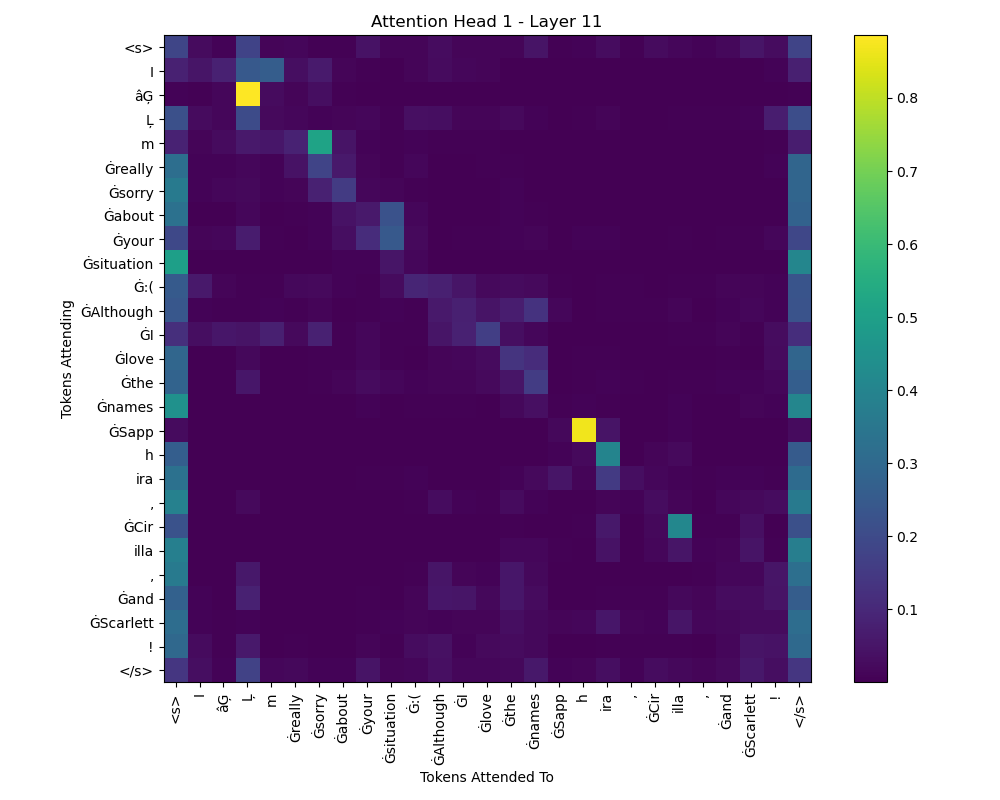 Attention Head 1 - Layer 11
Tokens Attending
<s>
I
âĢ
Ļ
m
Ġreally
Ġsorry
Ġabout
Ġyour
Ġsituation
Ġ:(
ĠAlthough
ĠI
Ġlove
Ġthe
Ġnames
ĠSapp
h
ira
,
ĠCir
illa
,
Ġand
ĠScarlett
!
</s>
<s>
I
âĢ
Ļ
m
Ġreally
Ġsorry
Ġabout
Ġyour
Ġsituation
Ġ:(
ĠAlthough
ĠI
Ġlove
Ġthe
Ġnames
ĠSapp
h
ira
,
ĠCir
illa
,
Ġand
ĠScarlett
!
</s>
Tokens Attended To
0.8
0.7
0.6
0.5
0.4
0.3
0.2
0.1